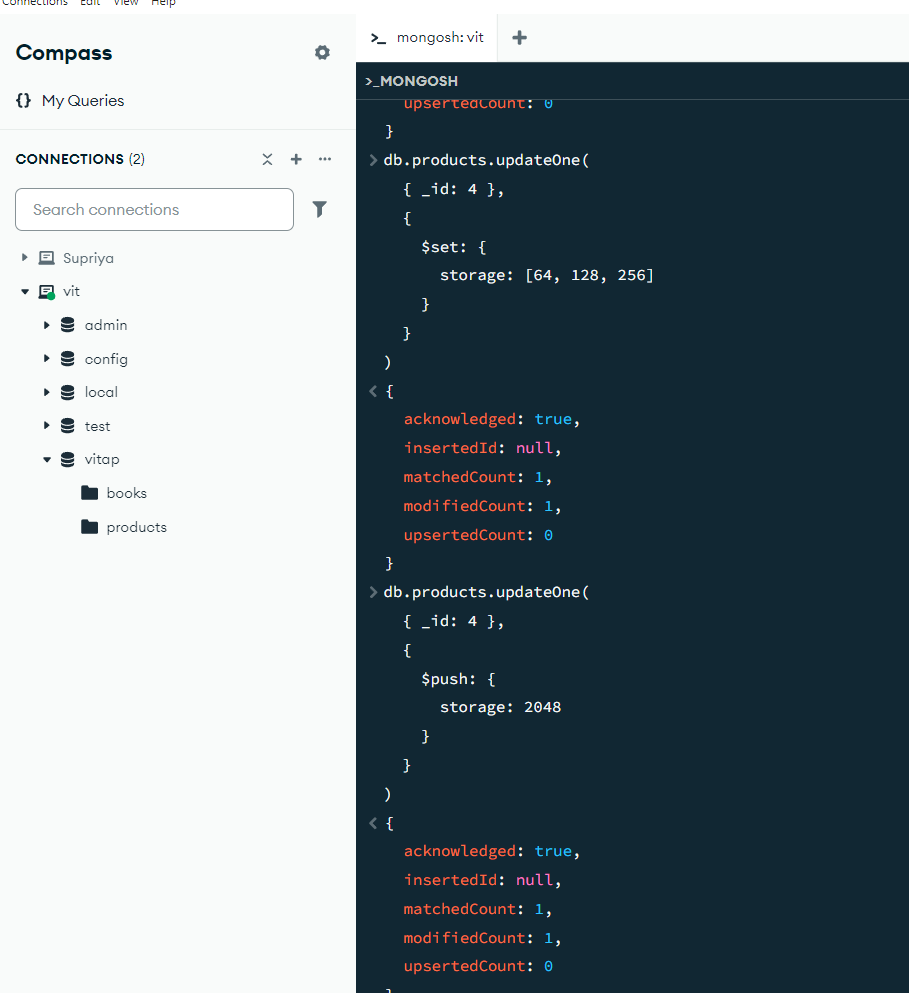 Connections Edit View Help
Compass
{} My Queries
CONNECTIONS (2)
Search connections
Supriya
vit
admin
config
local
test
vitap
books
products
>_ mongosh: vit
>_MONGOSH
upsertedCount: 0
}
> db.products.updateOne(
{ _id: 4 },
{
$set: {
storage: [64, 128, 256]
}
}
)
< {
acknowledged: true,
insertedId: null,
matchedCount: 1,
modifiedCount: 1,
upsertedCount: 0
}
> db.products.updateOne(
{ _id: 4 },
{
$push: {
storage: 2048
}
}
)
< {
acknowledged: true,
insertedId: null,
matchedCount: 1,
modifiedCount: 1,
upsertedCount: 0
}